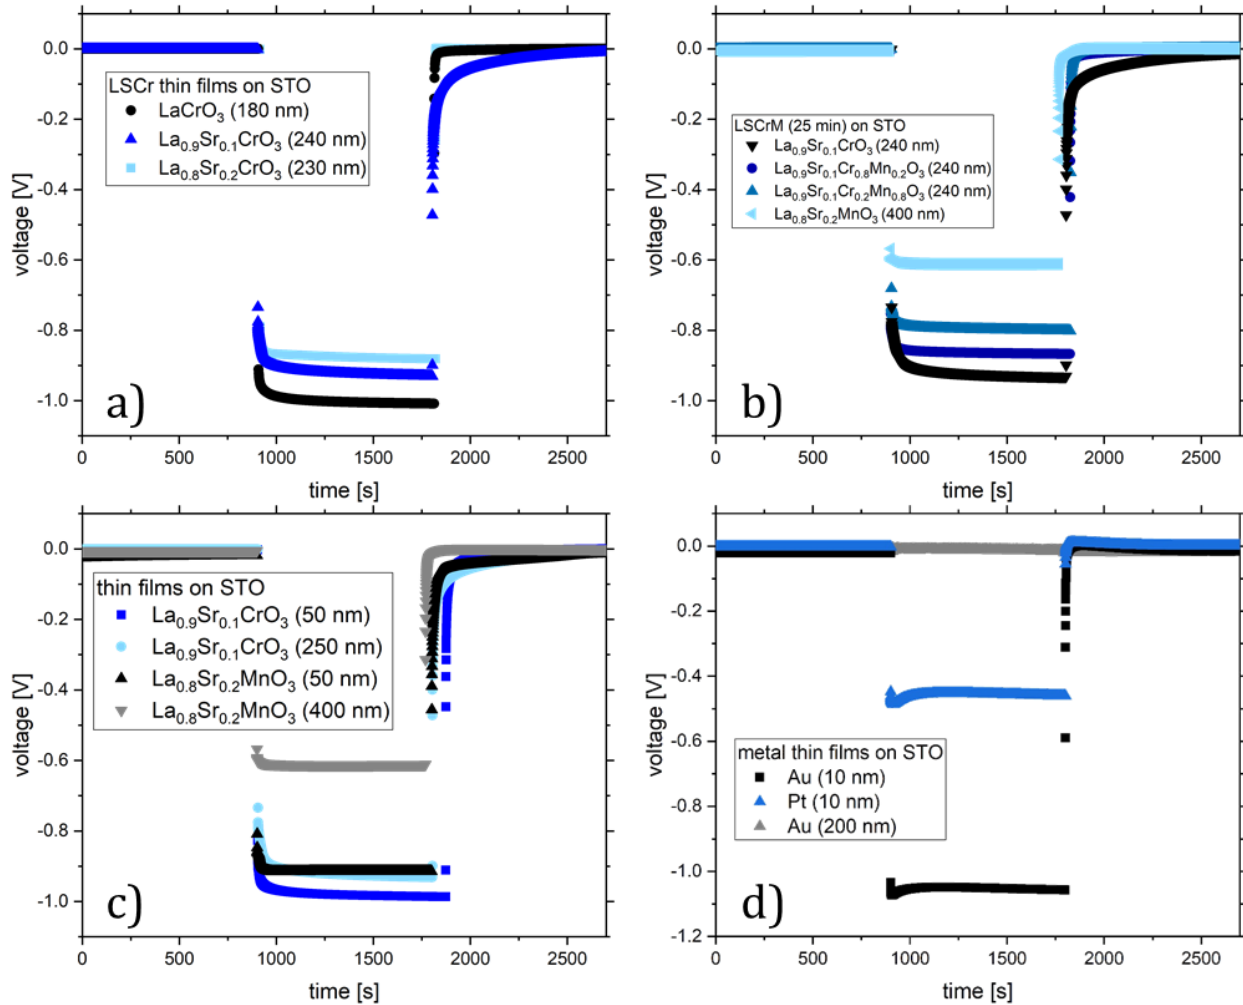 0.0
-0.2
-0.4
-0.6
-0.8
-1.0
voltage [V]
LSCr thin films on STO
LaCrO₃ (180 nm)
La₀.₉Sr₀.₁CrO₃ (240 nm)
La₀.₈Sr₀.₂CrO₃ (230 nm)
a)
0 500 1000 1500 2000 2500
time [s]
0.0
-0.2
-0.4
-0.6
-0.8
-1.0
voltage [V]
LSCrM (25 min) on STO
La₀.₉Sr₀.₁CrO₃ (240 nm)
La₀.₉Sr₀.₁Cr₀.₈Mn₀.₂O₃ (240 nm)
La₀.₉Sr₀.₁Cr₀.₂Mn₀.₈O₃ (240 nm)
La₀.₈Sr₀.₂MnO₃ (400 nm)
b)
0 500 1000 1500 2000 2500
time [s]
0.0
-0.2
-0.4
-0.6
-0.8
-1.0
voltage [V]
thin films on STO
La₀.₉Sr₀.₁CrO₃ (50 nm)
La₀.₉Sr₀.₁CrO₃ (250 nm)
La₀.₈Sr₀.₂MnO₃ (50 nm)
La₀.₈Sr₀.₂MnO₃ (400 nm)
c)
0 500 1000 1500 2000 2500
time [s]
0.0
-0.2
-0.4
-0.6
-0.8
-1.0
-1.2
voltage [V]
metal thin films on STO
Au (10 nm)
Pt (10 nm)
Au (200 nm)
d)
0 500 1000 1500 2000 2500
time [s]